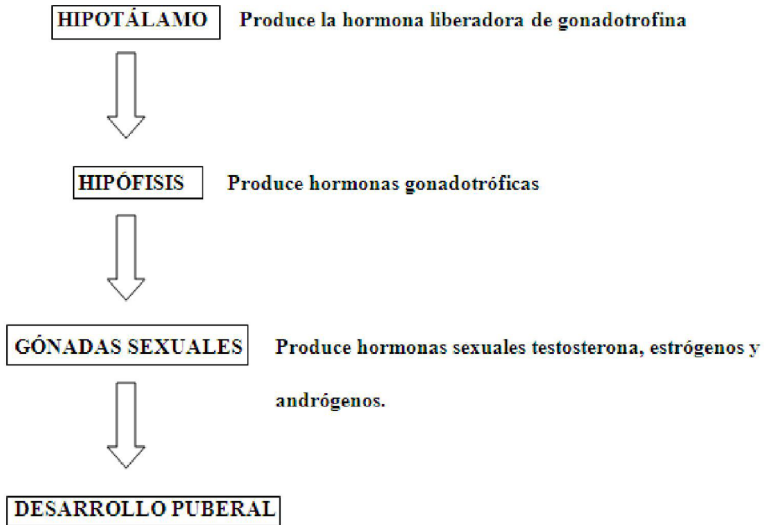 HIPOTÁLAMO Produce la hormona liberadora de gonadotrofina
HIPÓFISIS Produce hormonas gonadotróficas
GÓNADAS SEXUALES Produce hormonas sexuales testosterona, estrógenos y
andrógenos.
DESARROLLO PUBERAL